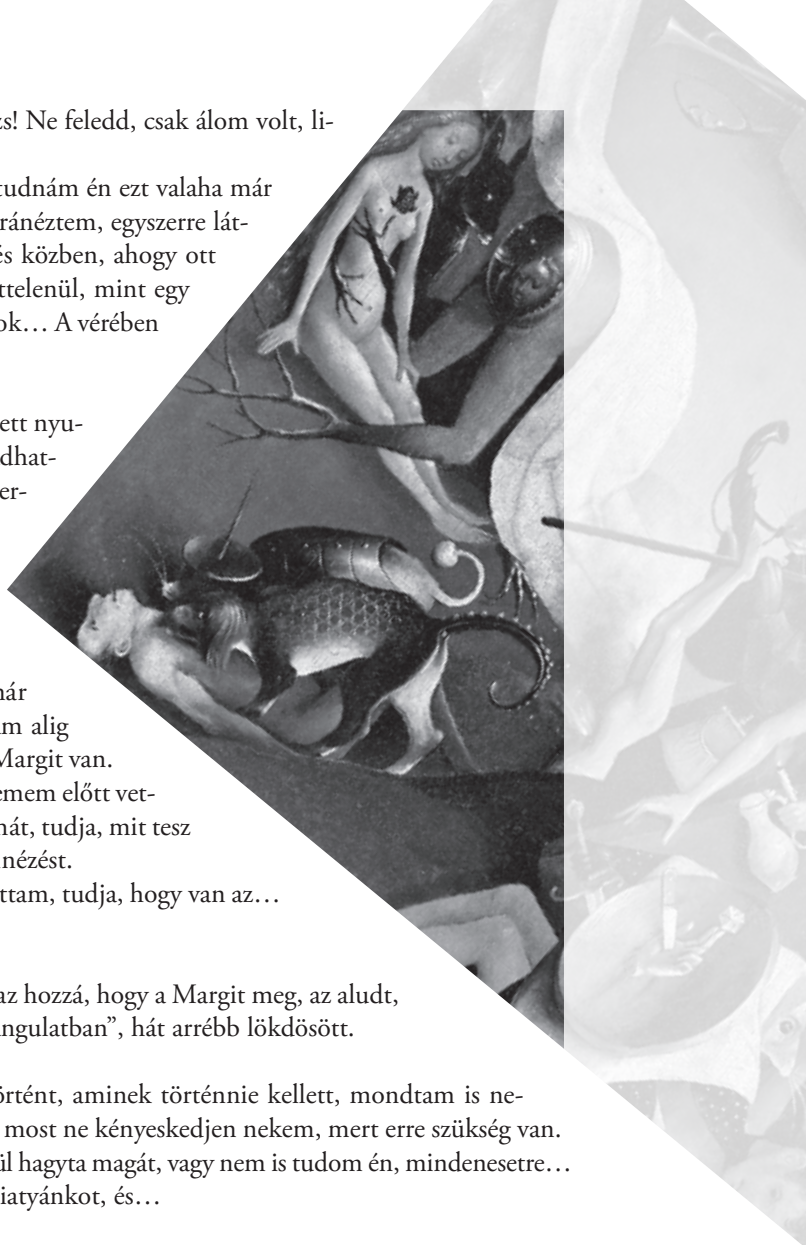 zs! Ne feledd, csak álom volt, li-
tudnám én ezt valaha már
ránéztem, egyszerre lát-
és közben, ahogy ott
ttelenül, mint egy
ok… A vérében
ett nyu-
dhat-
er-
már
m alig
Margit van.
emem előtt vet-
hát, tudja, mit tesz
nézést.
ttam, tudja, hogy van az…
az hozzá, hogy a Margit meg, az aludt,
ngulatban”, hát arrébb lökdösött.
örtént, aminek történnie kellett, mondtam is ne-
most ne kényeskedjen nekem, mert erre szükség van.
ül hagyta magát, vagy nem is tudom én, mindenesetre…
iatyánkot, és…